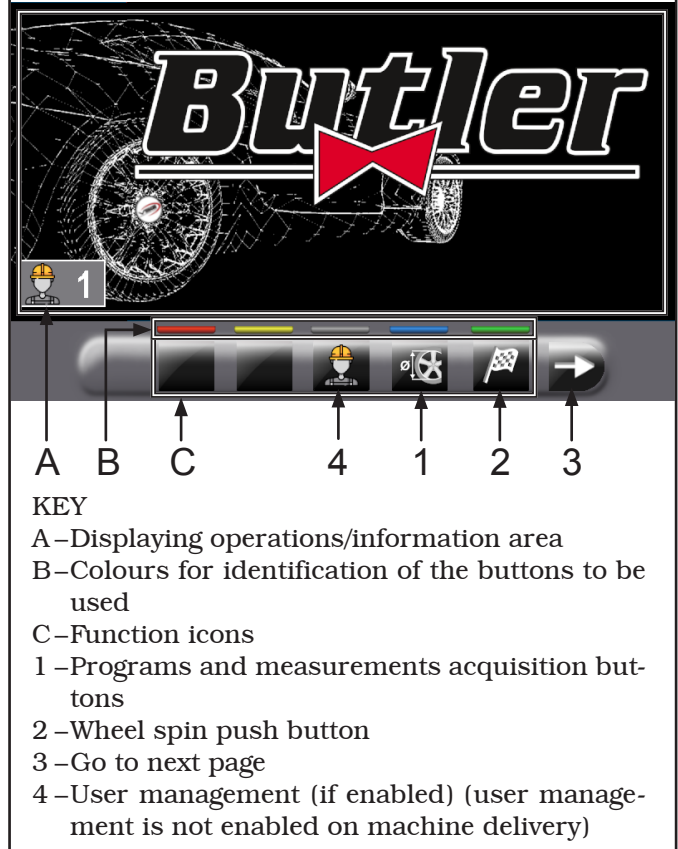 Butler
1
A B C 4 1 2 3
KEY
A – Displaying operations/information area
B – Colours for identification of the buttons to be
used
C – Function icons
1 – Programs and measurements acquisition but-
tons
2 – Wheel spin push button
3 – Go to next page
4 – User management (if enabled) (user manage-
ment is not enabled on machine delivery)